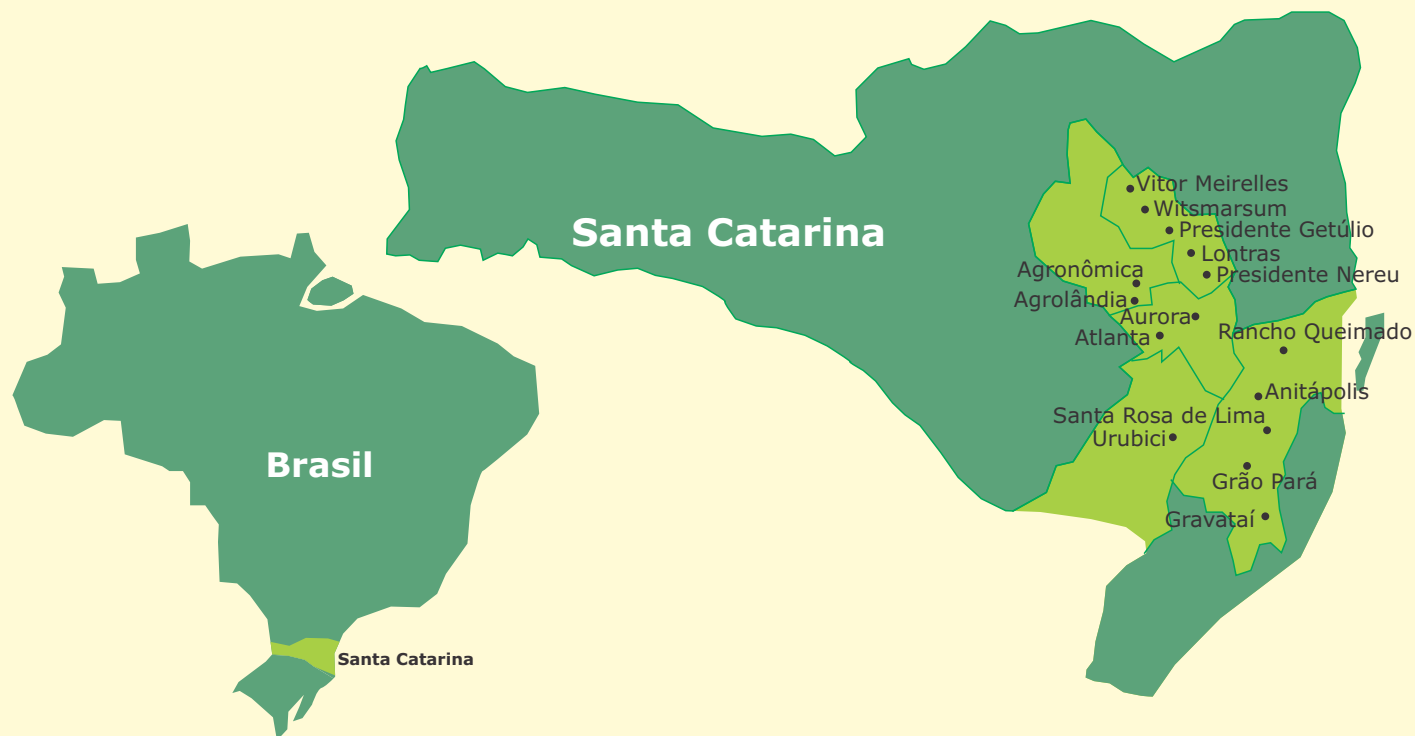 Santa Catarina
Vitor Meirelles
Witsmarsum
Presidente Getúlio
Lontras
Agronômica
Presidente Nereu
Agrolândia
Aurora
Rancho Queimado
Atlanta
Anitápolis
Santa Rosa de Lima
Urubici
Grão Pará
Gravataí
Brasil
Santa Catarina